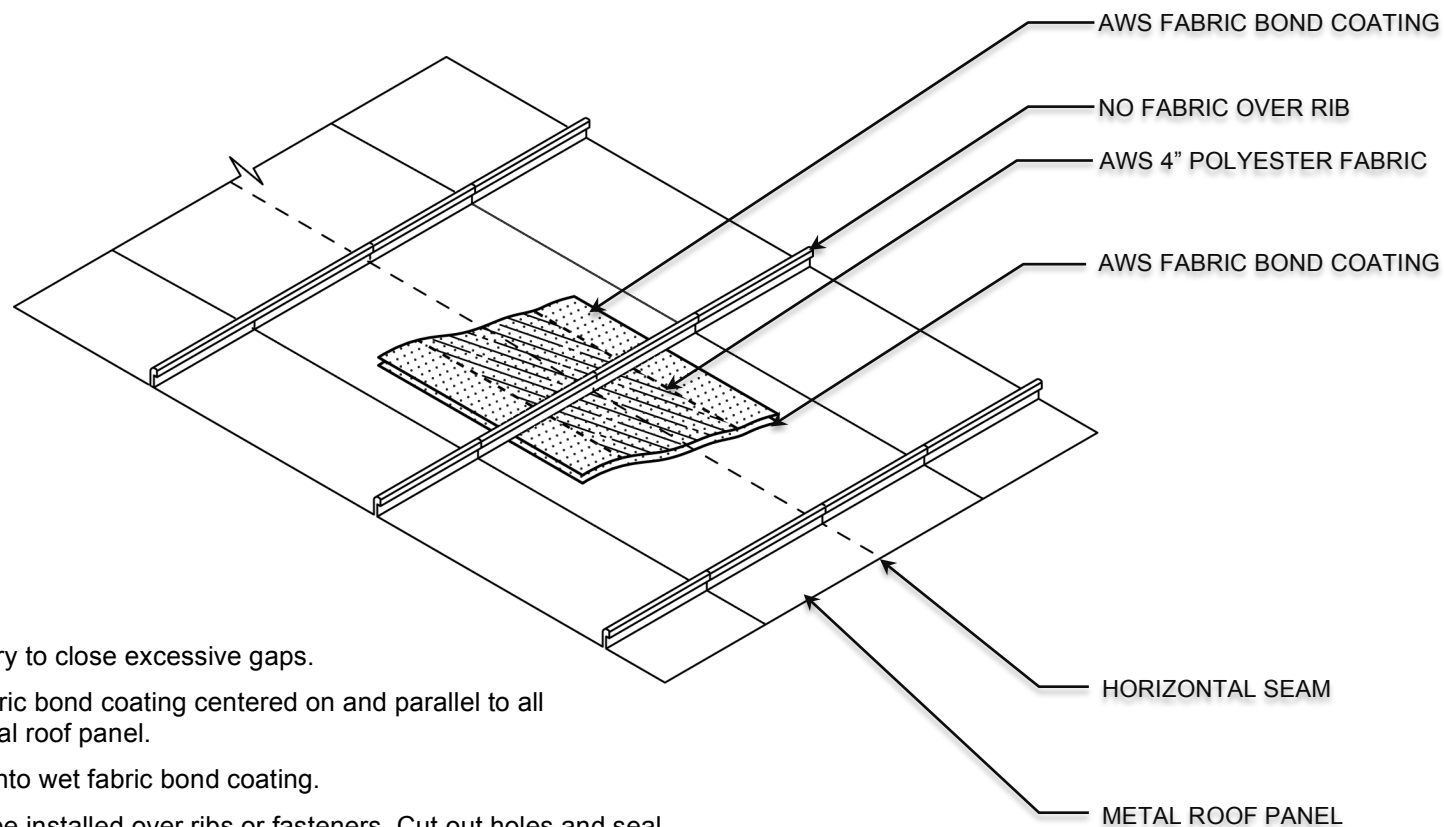 AWS FABRIC BOND COATING
NO FABRIC OVER RIB
AWS 4” POLYESTER FABRIC
AWS FABRIC BOND COATING
ry to close excessive gaps.
ric bond coating centered on and parallel to all
al roof panel.
nto wet fabric bond coating.
be installed over ribs or fasteners. Cut out holes and seal
HORIZONTAL SEAM
METAL ROOF PANEL